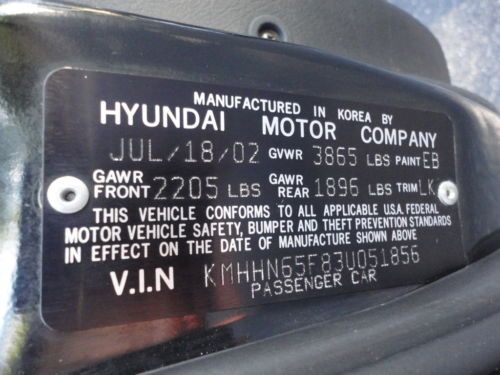 MANUFACTURED IN KOREA BY
HYUNDAI MOTOR COMPANY
JUL/18/02 GVWR 3865 LBS PAINT EB
GAWR FRONT 2205 LBS GAWR REAR 1896 LBS TRIM LK
THIS VEHICLE CONFORMS TO ALL APPLICABLE U.S.A. FEDERAL
MOTOR VEHICLE SAFETY, BUMPER AND THEFT PREVENTION STANDARDS
IN EFFECT ON THE DATE OF MANUFACTURE SHOWN ABOVE.
V.I.N KMHHN65F83U051856
PASSENGER CAR